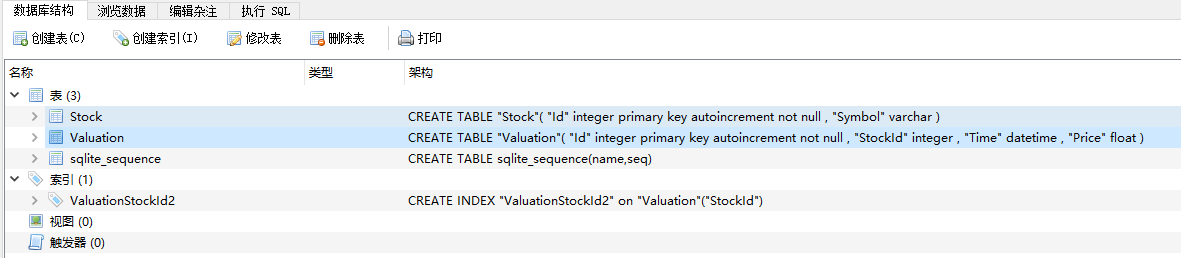 数据库结构 浏览数据 编辑杂注 执行 SQL
创建表(C) 创建索引(I) 修改表 删除表 打印
名称 类型 架构
表 (3)
Stock CREATE TABLE "Stock"( "Id" integer primary key autoincrement not null , "Symbol" varchar )
Valuation CREATE TABLE "Valuation"( "Id" integer primary key autoincrement not null , "StockId" integer , "Time" datetime , "Price" float )
sqlite_sequence CREATE TABLE sqlite_sequence(name,seq)
索引 (1)
ValuationStockId2 CREATE INDEX "ValuationStockId2" on "Valuation"("StockId")
视图 (0)
触发器 (0)